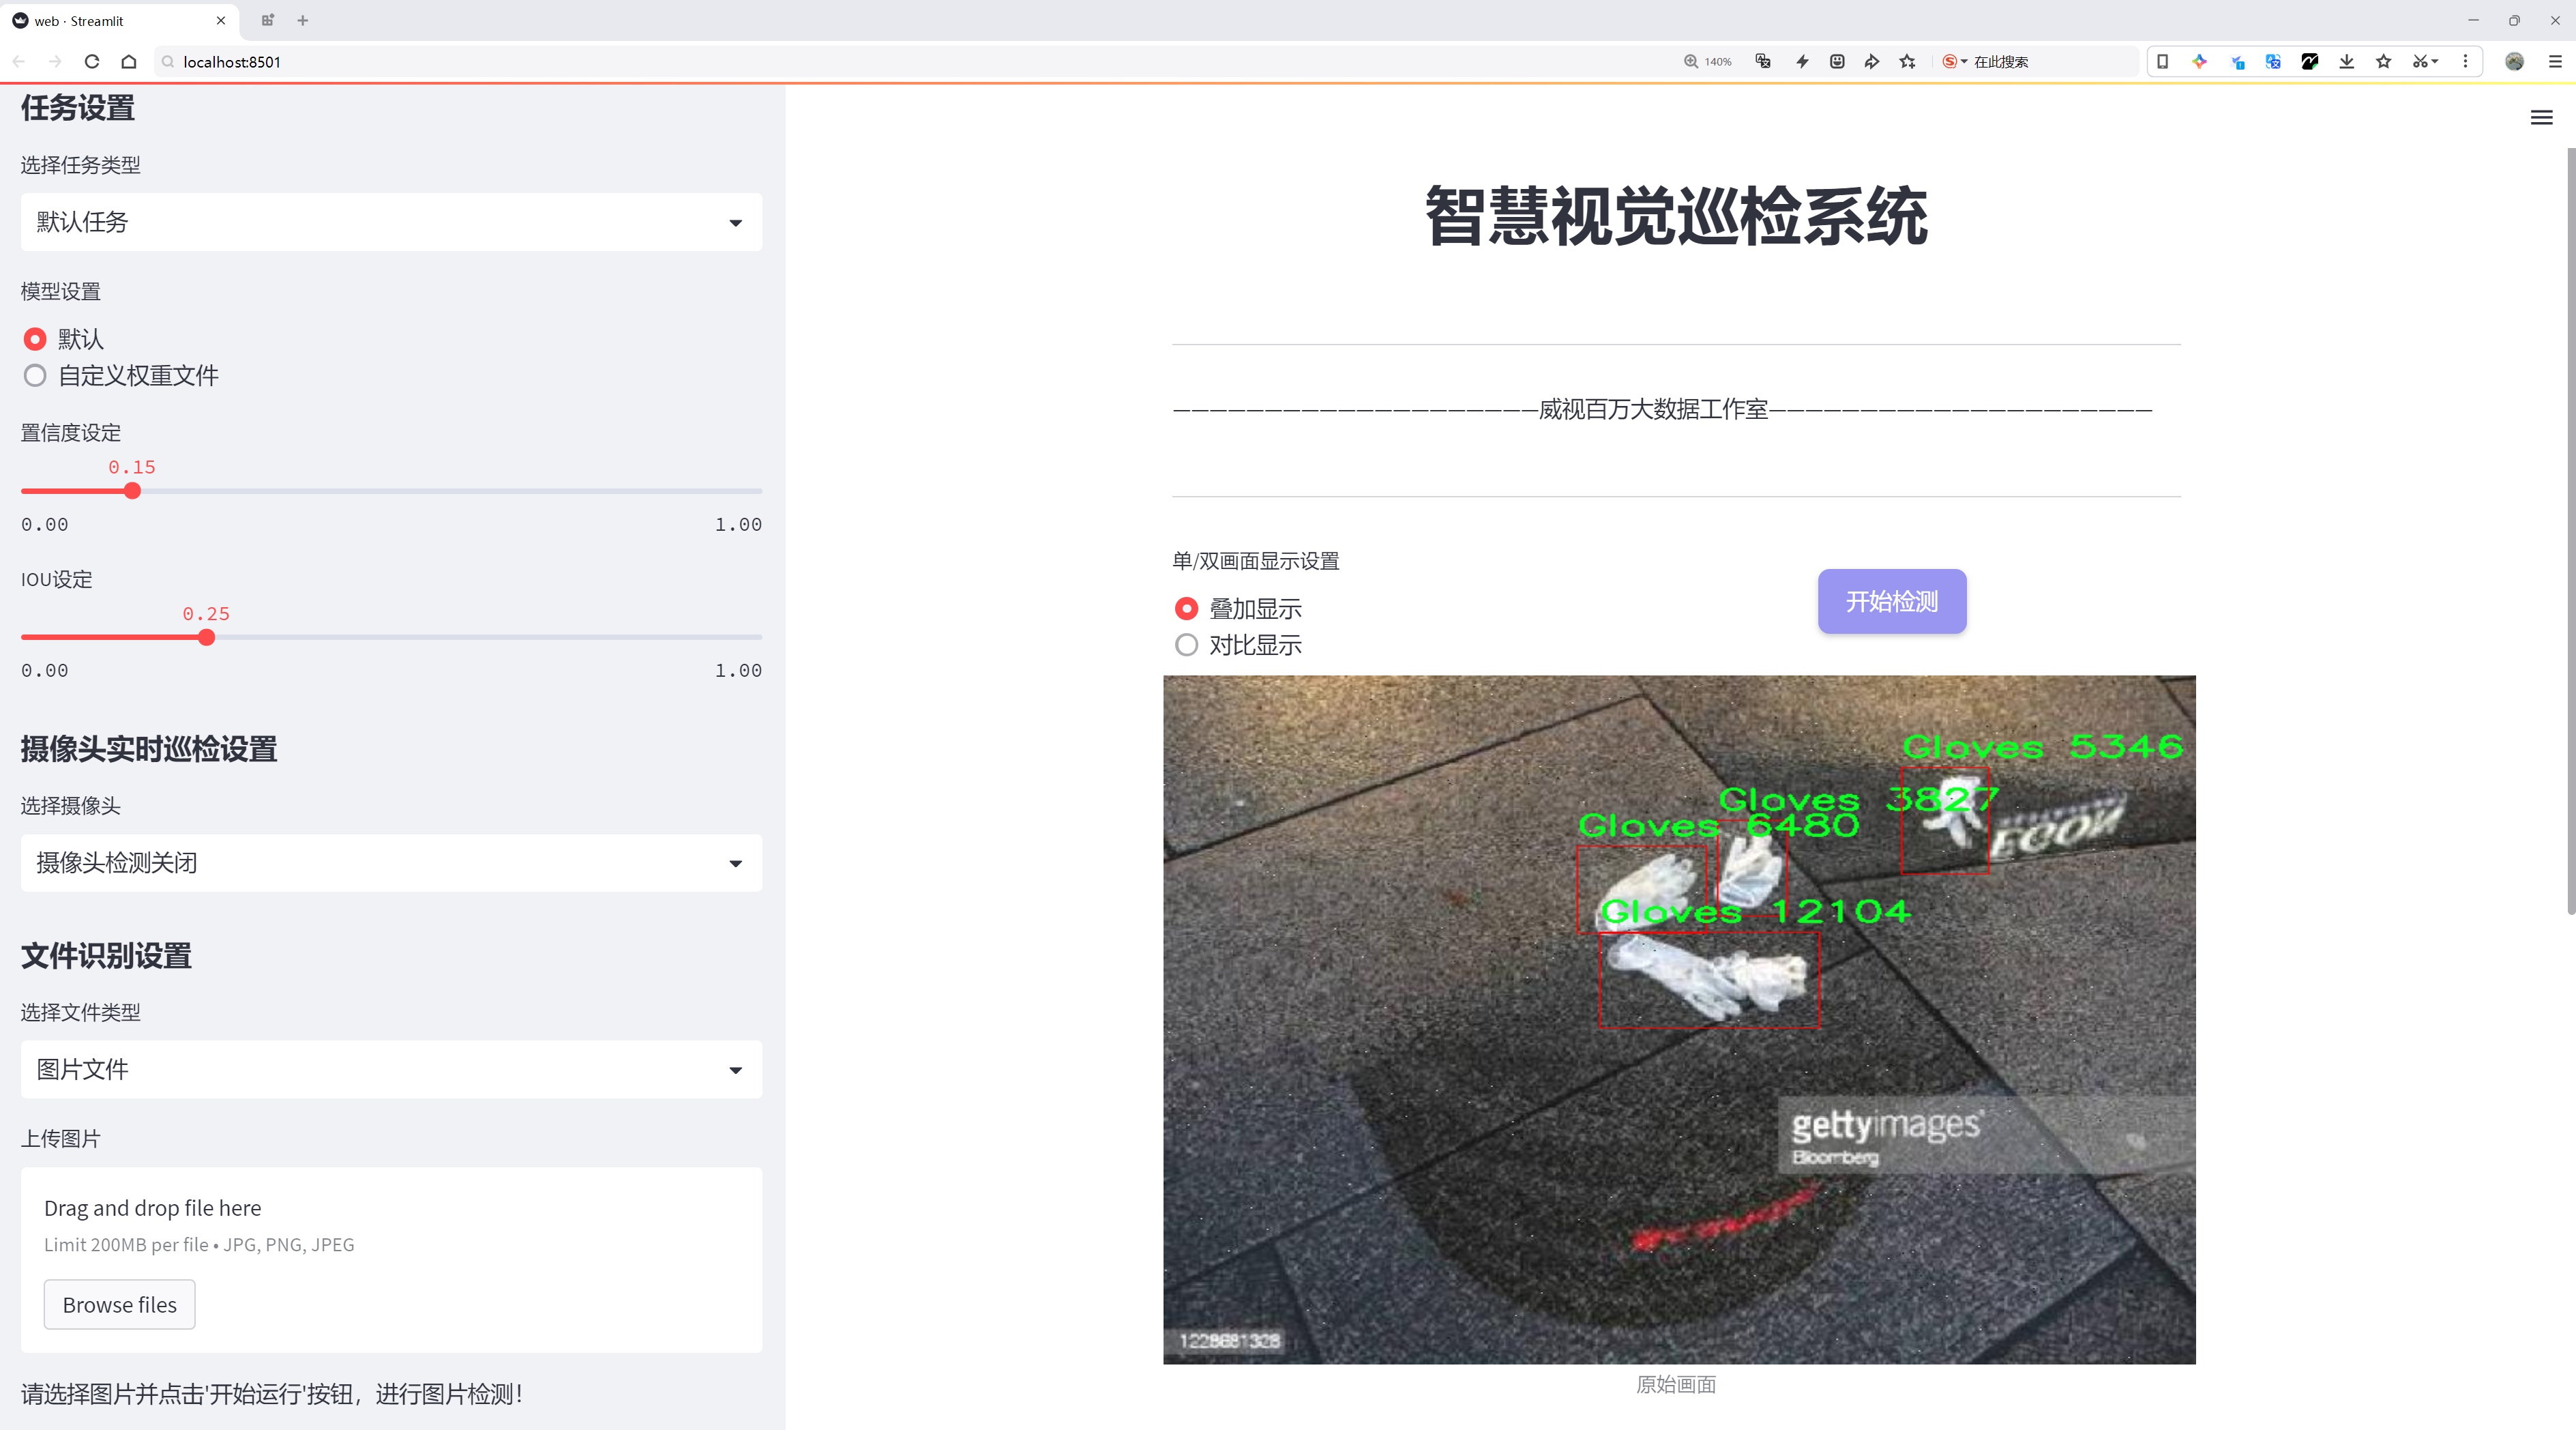 web · Streamlit
localhost:8501
140%
在此搜索
任务设置
选择任务类型
默认任务
模型设置
默认
自定义权重文件
置信度设定
0.15
0.00
1.00
IOU设定
0.25
0.00
1.00
摄像头实时巡检设置
选择摄像头
摄像头检测关闭
文件识别设置
选择文件类型
图片文件
上传图片
Drag and drop file here
Limit 200MB per file • JPG, PNG, JPEG
Browse files
请选择图片并点击'开始运行'按钮，进行图片检测！
智慧视觉巡检系统
————————————————————威视百万大数据工作室—————————————————————
单/双画面显示设置
叠加显示
对比显示
开始检测
Gloves 5346
Gloves 3827
Gloves 6480
Gloves 12104
gettyimages
Bloomberg
1228681328
原始画面